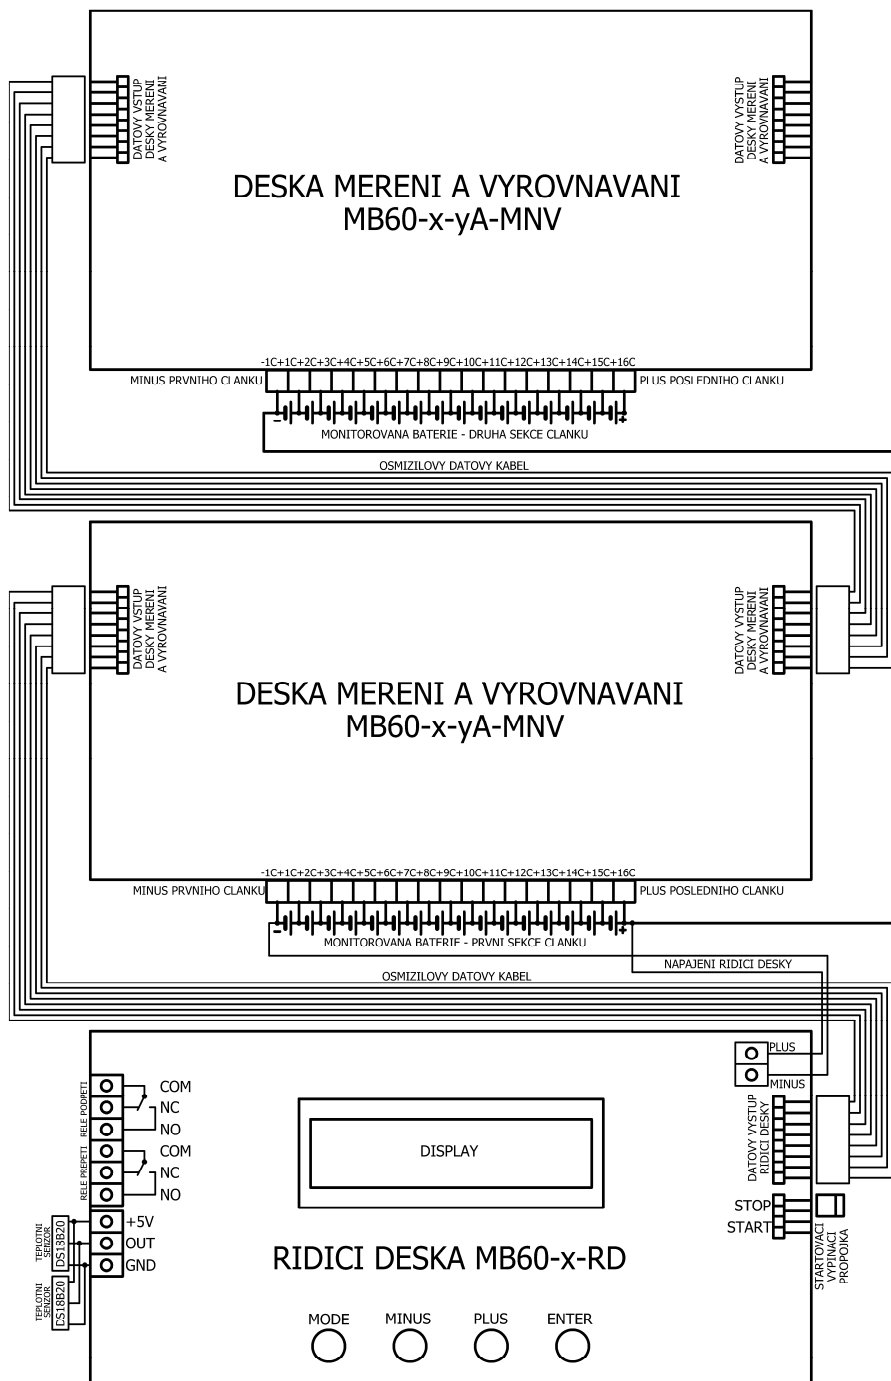 DATOVY VSTUP
DESKY MERENI
A VYROVNAVANI
DATOVY VYSTUP
DESKY MERENI
A VYROVNAVANI
DESKA MERENI A VYROVNAVANI
MB60-x-yA-MNV
-1C+1C+2C+3C+4C+5C+6C+7C+8C+9C+10C+11C+12C+13C+14C+15C+16C
MINUS PRVNIHO CLANKU
PLUS POSLEDNIHO CLANKU
- +
MONITOROVANA BATERIE - DRUHA SEKCE CLANKU
OSMIZILOVY DATOVY KABEL
DATOVY VSTUP
DESKY MERENI
A VYROVNAVANI
DATOVY VYSTUP
DESKY MERENI
A VYROVNAVANI
DESKA MERENI A VYROVNAVANI
MB60-x-yA-MNV
-1C+1C+2C+3C+4C+5C+6C+7C+8C+9C+10C+11C+12C+13C+14C+15C+16C
MINUS PRVNIHO CLANKU
PLUS POSLEDNIHO CLANKU
- +
MONITOROVANA BATERIE - PRVNI SEKCE CLANKU
NAPAJENI RIDICI DESKY
OSMIZILOVY DATOVY KABEL
PLUS
MINUS
RELE PODPETI
COM
NC
NO
RELE PREPETI
COM
NC
NO
DISPLAY
DATOVY VYSTUP
RIDICI DESKY
STOP
START
STARTOVACI
VYPINACI
PROPOJKA
TEPLOTNI
SENZOR
DS18B20
+5V
OUT
GND
TEPLOTNI
SENZOR
DS18B20
RIDICI DESKA MB60-x-RD
MODE MINUS PLUS ENTER